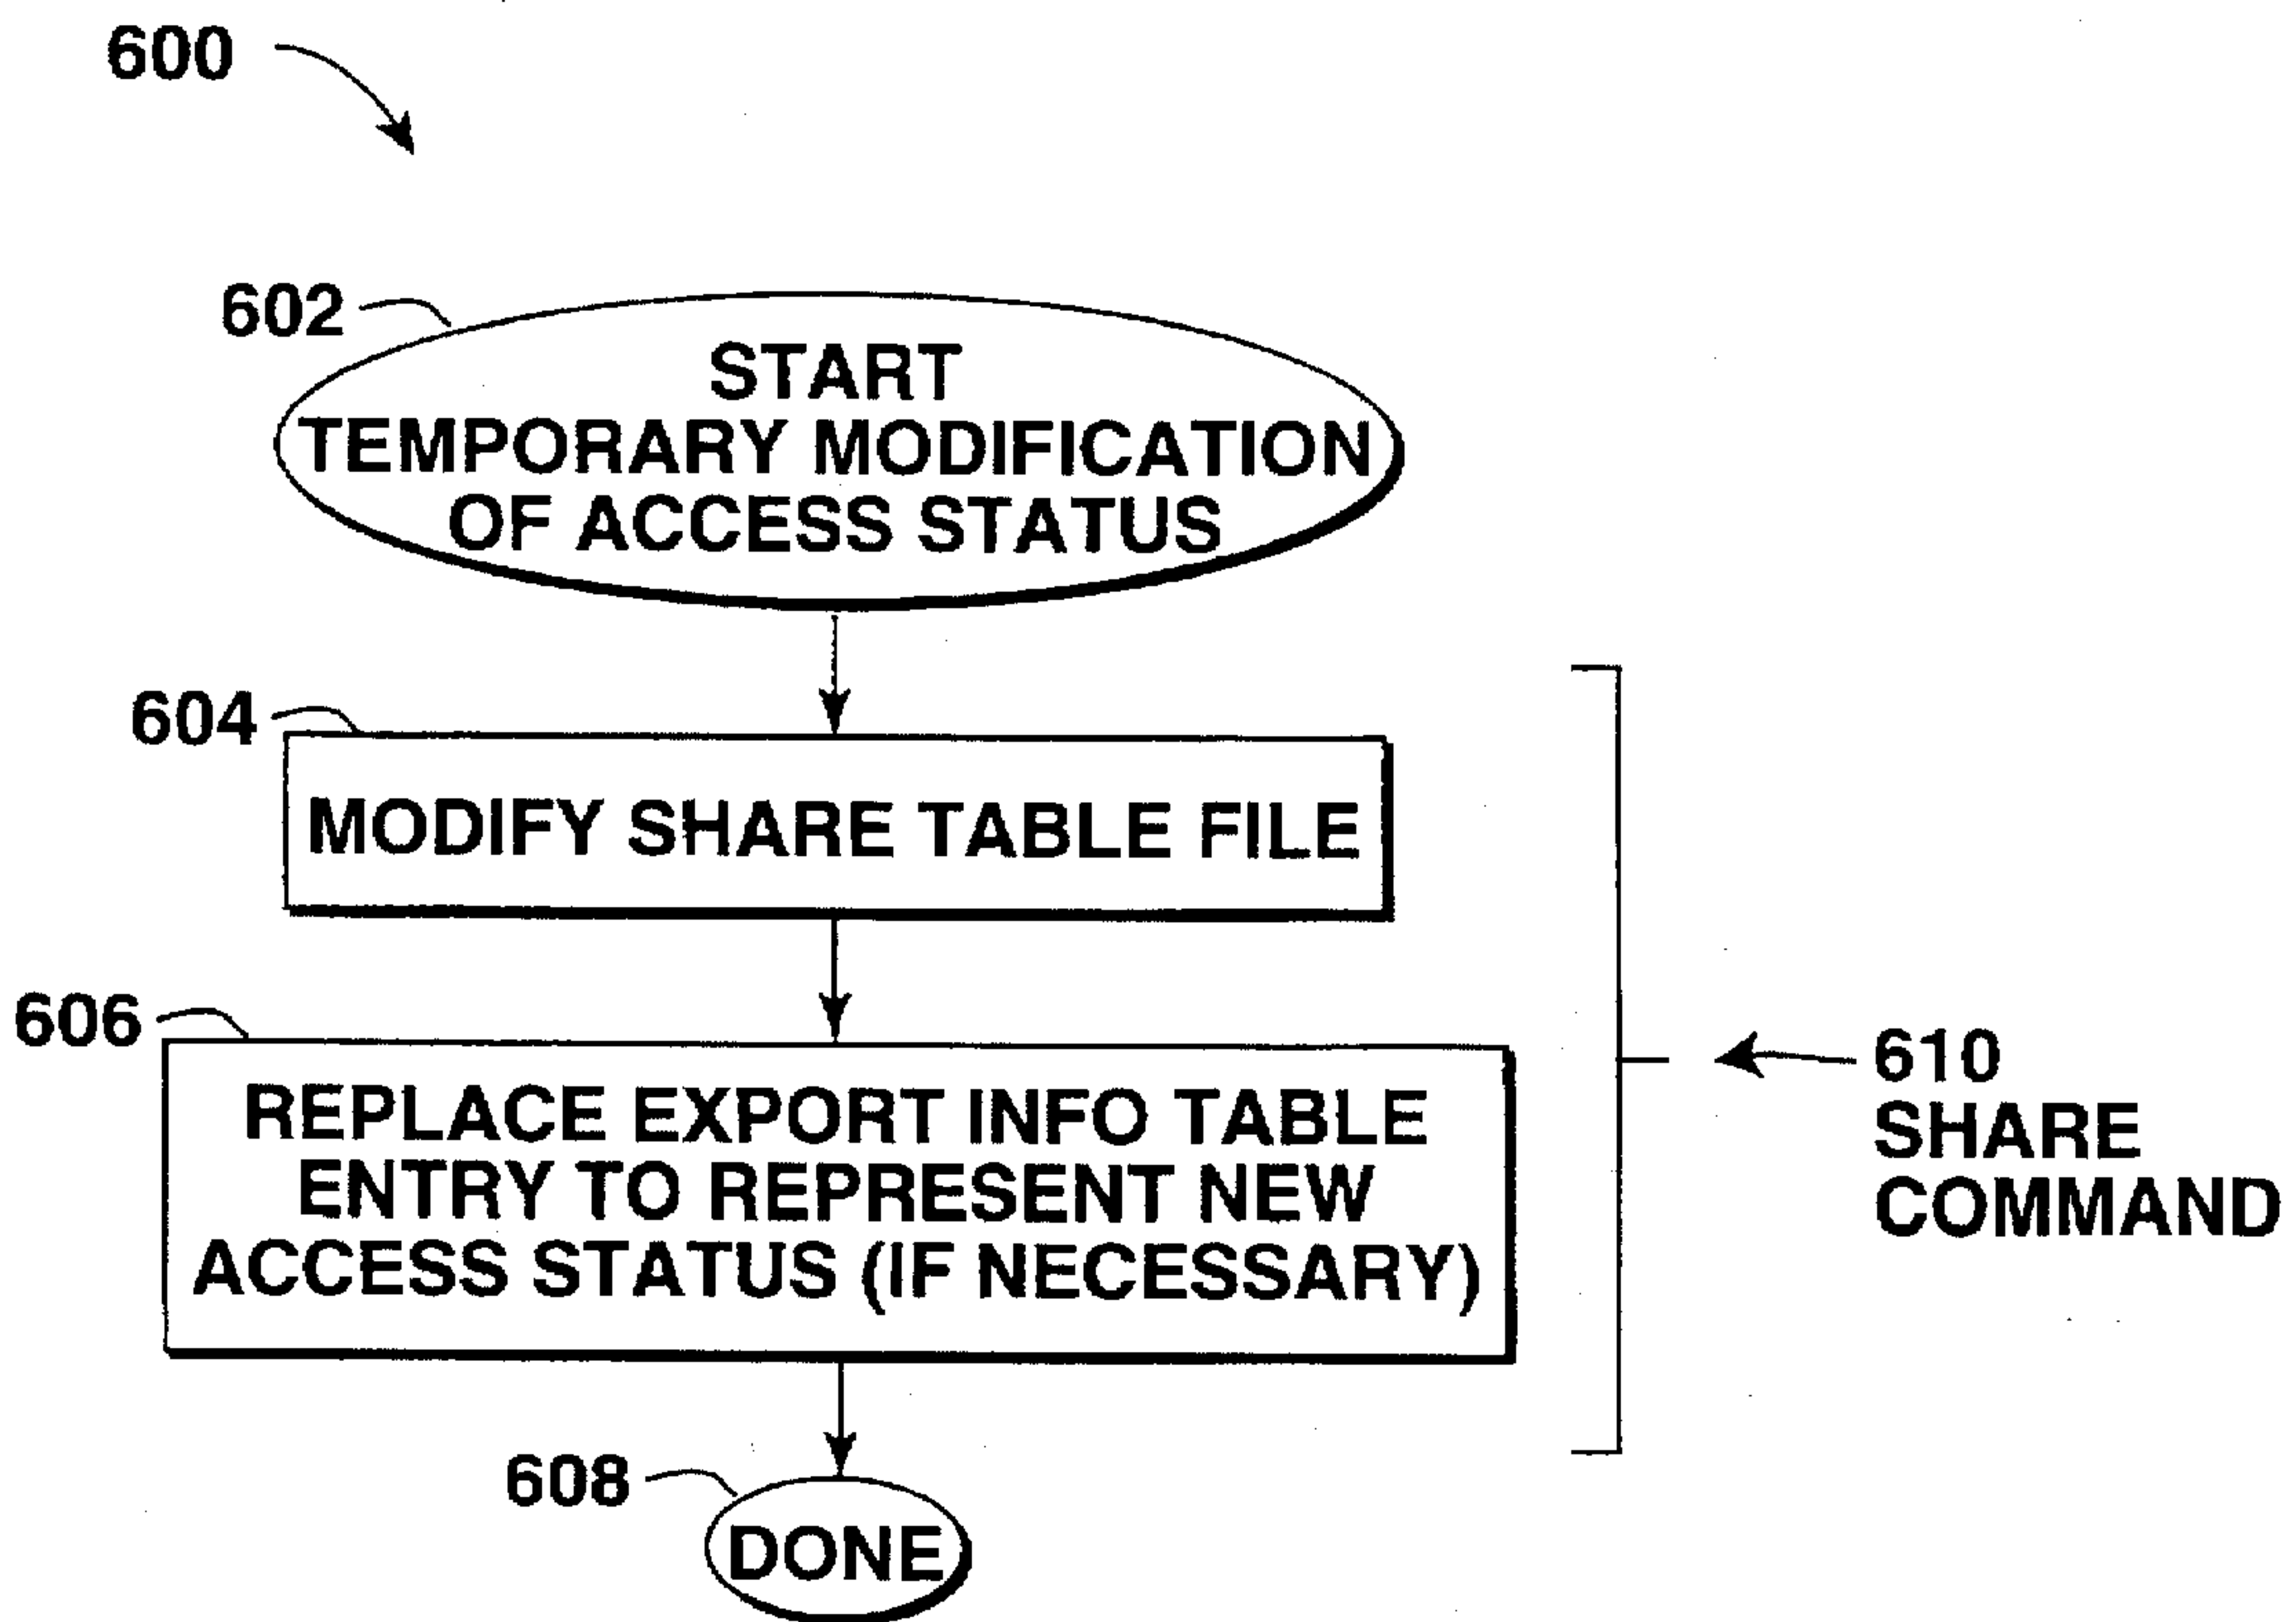 600
602
START
TEMPORARY MODIFICATION
OF ACCESS STATUS
604
MODIFY SHARE TABLE FILE
606
REPLACE EXPORT INFO TABLE
ENTRY TO REPRESENT NEW
ACCESS STATUS (IF NECESSARY)
610
SHARE
COMMAND
608
DONE